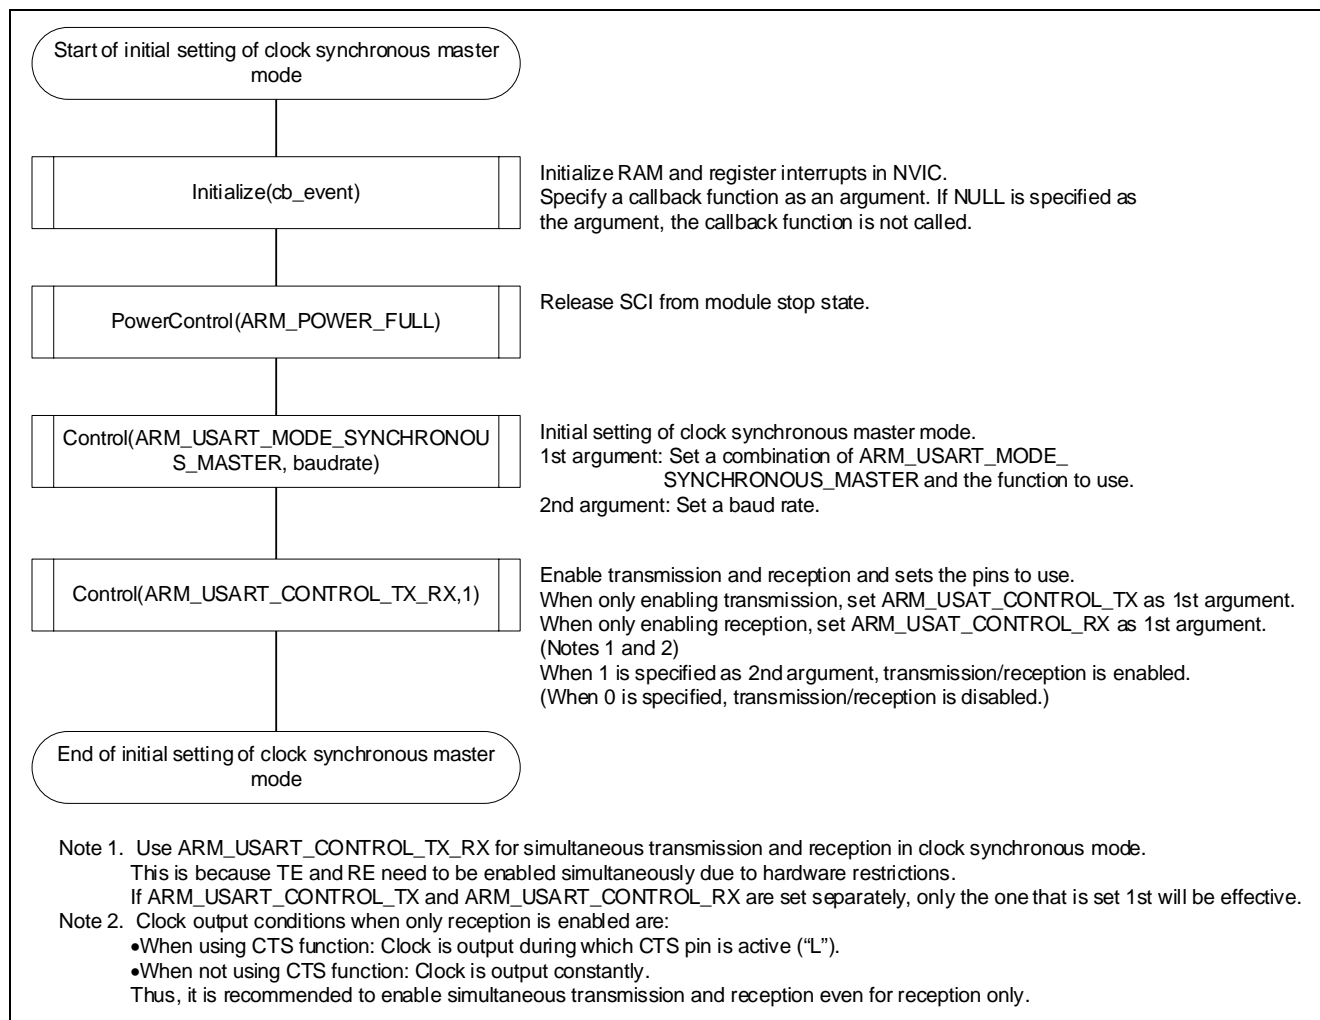 Start of initial setting of clock synchronous master
mode
Initialize(cb_event)
Initialize RAM and register interrupts in NVIC.
Specify a callback function as an argument. If NULL is specified as
the argument, the callback function is not called.
PowerControl(ARM_POWER_FULL)
Release SCI from module stop state.
Control(ARM_USART_MODE_SYNCHRONOU
S_MASTER, baudrate)
Initial setting of clock synchronous master mode.
1st argument: Set a combination of ARM_USART_MODE_
SYNCHRONOUS_MASTER and the function to use.
2nd argument: Set a baud rate.
Control(ARM_USART_CONTROL_TX_RX,1)
Enable transmission and reception and sets the pins to use.
When only enabling transmission, set ARM_USAT_CONTROL_TX as 1st argument.
When only enabling reception, set ARM_USAT_CONTROL_RX as 1st argument.
(Notes 1 and 2)
When 1 is specified as 2nd argument, transmission/reception is enabled.
(When 0 is specified, transmission/reception is disabled.)
End of initial setting of clock synchronous master
mode
Note 1. Use ARM_USART_CONTROL_TX_RX for simultaneous transmission and reception in clock synchronous mode.
This is because TE and RE need to be enabled simultaneously due to hardware restrictions.
If ARM_USART_CONTROL_TX and ARM_USART_CONTROL_RX are set separately, only the one that is set 1st will be effective.
Note 2. Clock output conditions when only reception is enabled are:
•When using CTS function: Clock is output during which CTS pin is active (“L”).
•When not using CTS function: Clock is output constantly.
Thus, it is recommended to enable simultaneous transmission and reception even for reception only.